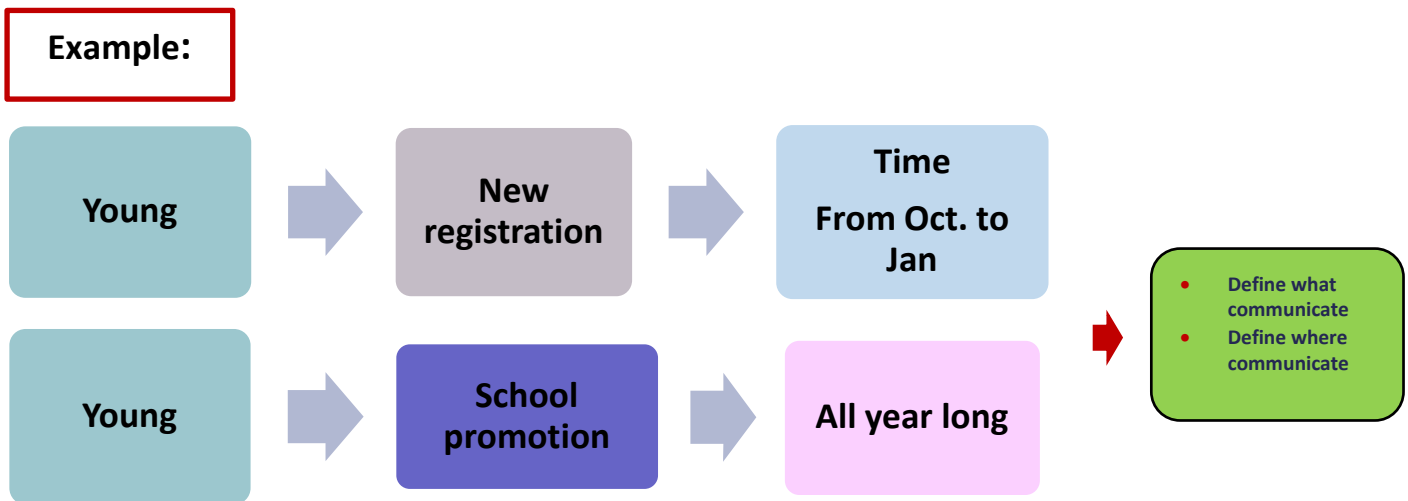 Example:
Young
New
registration
Time
From Oct. to
Jan
Young
School
promotion
All year long
• Define what
communicate
• Define where
communicate